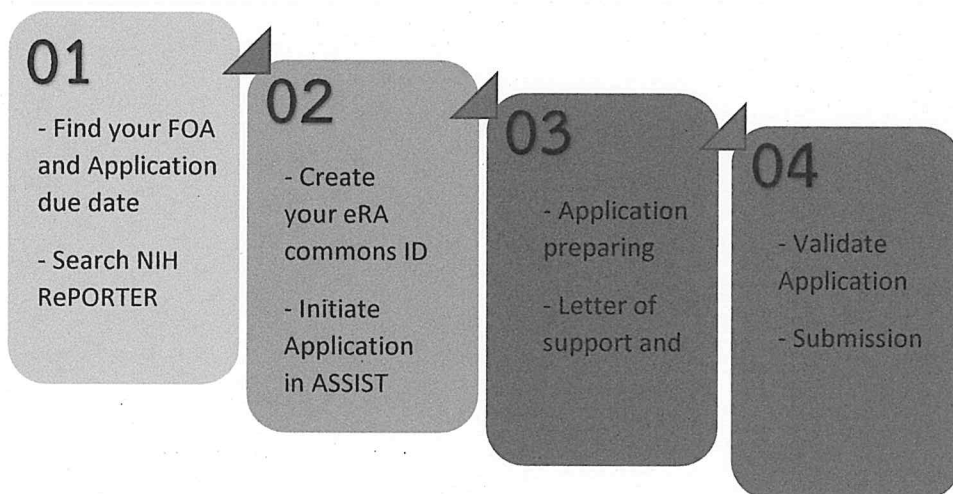 01
- Find your FOA
and Application
due date
- Search NIH
RePORTER
02
- Create
your eRA
commons ID
- Initiate
Application
in ASSIST
03
- Application
preparing
- Letter of
support and
04
- Validate
Application
- Submission